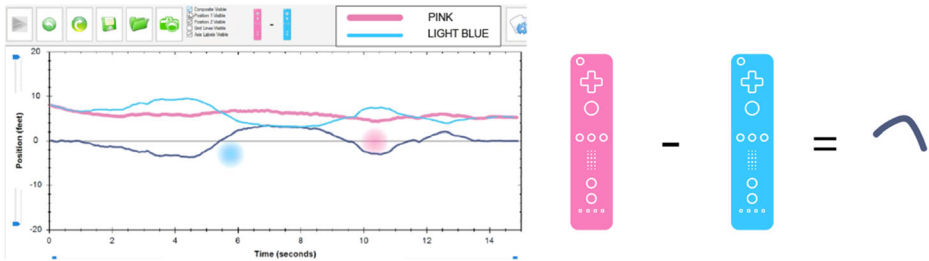 Composite Visible
Position 1 Visible
Position 2 Visible
Grid Lines Visible
Axis Labels Visible
-
PINK
LIGHT BLUE
20
10
0
-10
-20
Position (feet)
0 2 4 6 8 10 12 14
Time (seconds)
- =